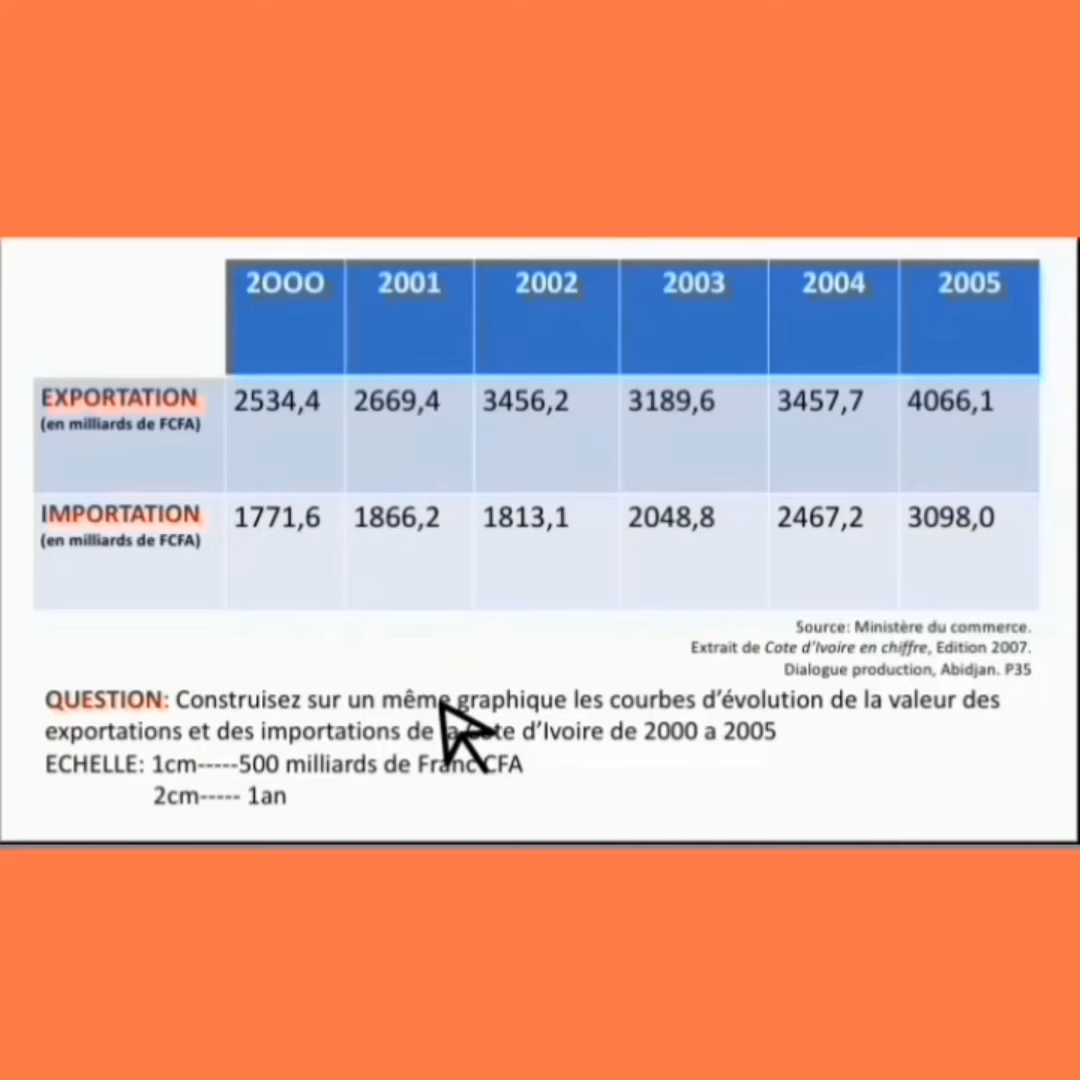 2OOO 2001 2002 2003 2004 2005
EXPORTATION 2534,4 2669,4 3456,2 3189,6 3457,7 4066,1
(en milliards de FCFA)
IMPORTATION 1771,6 1866,2 1813,1 2048,8 2467,2 3098,0
(en milliards de FCFA)
Source: Ministère du commerce.
Extrait de Cote d'Ivoire en chiffre, Edition 2007.
Dialogue production, Abidjan. P35
QUESTION: Construisez sur un même graphique les courbes d'évolution de la valeur des
exportations et des importations de la Cote d'Ivoire de 2000 a 2005
ECHELLE: 1cm-----500 milliards de Franc CFA
2cm----- 1an